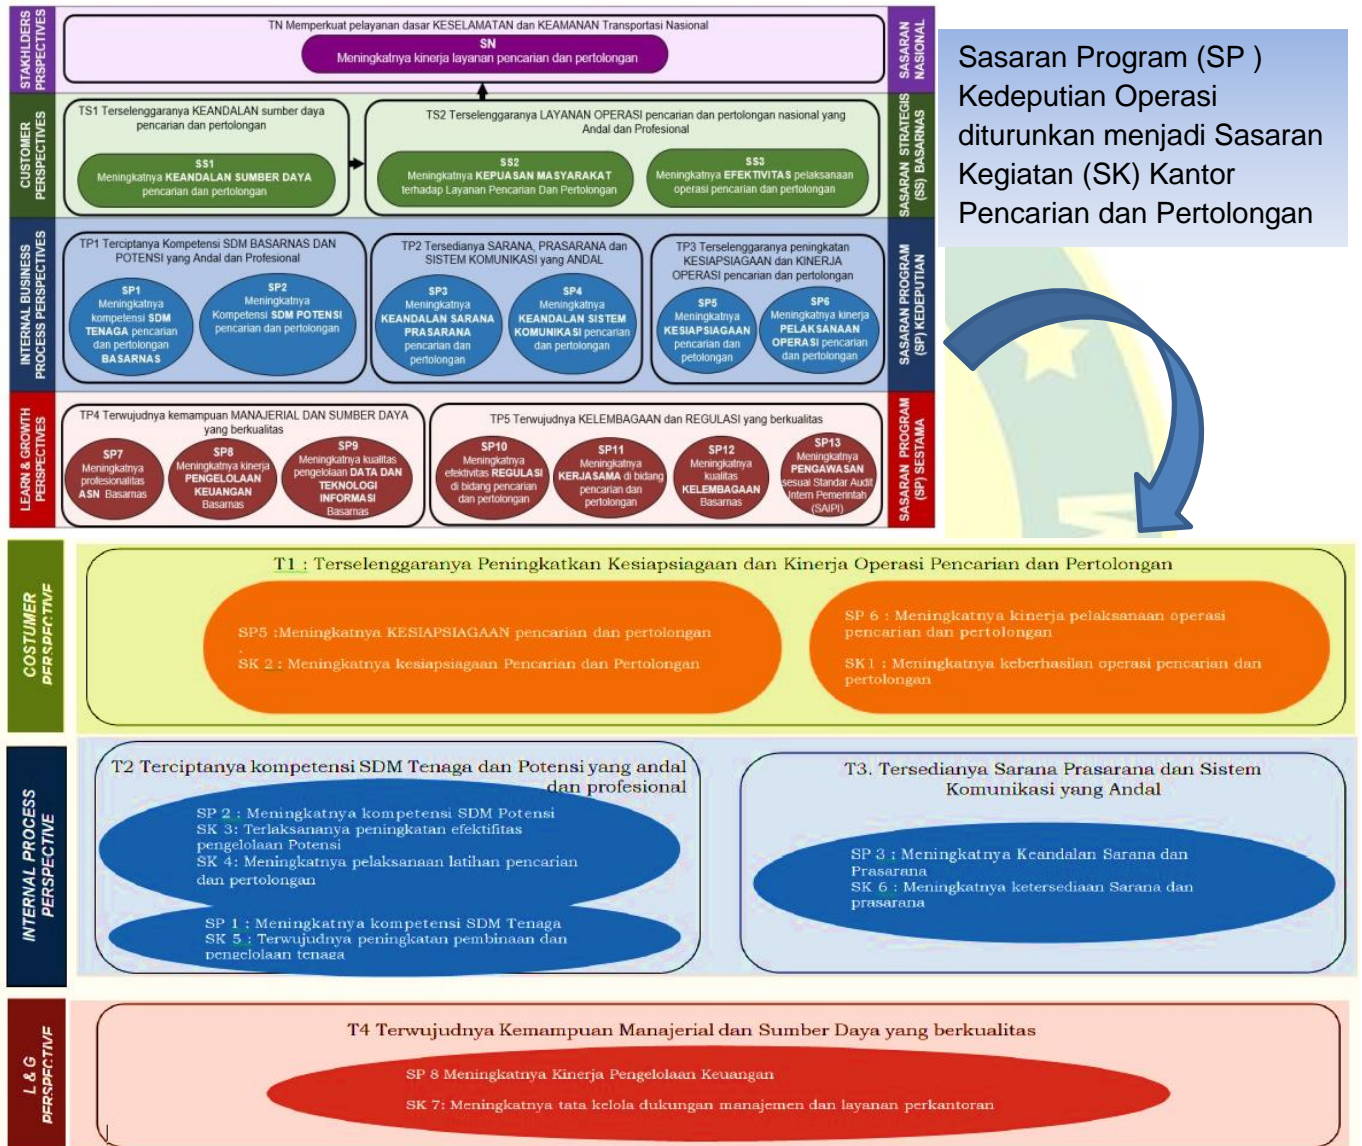 STAKHLDERS
PRSPECTIVES
TN Memperkuat pelayanan dasar KESELAMATAN dan KEAMANAN Transportasi Nasional
SN
Meningkatnya kinerja layanan pencarian dan pertolongan
SASARAN
NASIONAL
CUSTOMER
PERSPECTIVES
TS1 Terselenggaranya KEANDALAN sumber daya
pencarian dan pertolongan
SS1
Meningkatnya KEANDALAN SUMBER DAYA
pencarian dan pertolongan
TS2 Terselenggaranya LAYANAN OPERASI pencarian dan pertolongan nasional yang
Andal dan Profesional
SS2
Meningkatnya KEPUASAN MASYARAKAT
terhadap Layanan Pencarian Dan Pertolongan
SS3
Meningkatnya EFEKTIVITAS pelaksanaan
operasi pencarian dan pertolongan
SASARAN STRATEGIS
(SS) BASARNAS
INTERNAL BUSINESS
PROCESS PERSPECTIVES
TP1 Terciptanya Kompetensi SDM BASARNAS DAN
POTENSI yang Andal dan Profesional
SP1
Meningkatnya
kompetensi SDM
TENAGA pencarian
dan pertolongan
BASARNAS
SP2
Meningkatnya
Kompetensi SDM POTENSI
pencarian dan pertolongan
TP2 Tersedianya SARANA, PRASARANA dan
SISTEM KOMUNIKASI yang ANDAL
SP3
Meningkatnya
KEANDALAN SARANA
PRASARANA
pencarian dan
pertolongan
SP4
Meningkatnya
KEANDALAN SISTEM
KOMUNIKASI pencarian
dan pertolongan
TP3 Terselenggaranya peningkatan
KESIAPSIAGAAN dan KINERJA
OPERASI pencarian dan pertolongan
SP5
Meningkatnya
KESIAPSIAGAAN
pencarian dan
petolongan
SP6
Meningkatnya kinerja
PELAKSANAAN
OPERASI pencarian
dan pertolongan
SASARAN PROGRAM
(SP) KEDEPUTIAN
LEARN & GROWTH
PERSPECTIVES
TP4 Terwujudnya kemampuan MANAJERIAL DAN SUMBER DAYA
yang berkualitas
SP7
Meningkatnya
profesionalitas
ASN Basarnas
SP8
Meningkatnya kinerja
PENGELOLAAN
KEUANGAN
Basarnas
SP9
Meningkatnya kualitas
pengelolaan DATA DAN
TEKNOLOGI
INFORMASI
Basarnas
TP5 Terwujudnya KELEMBAGAAN dan REGULASI yang berkualitas
SP10
Meningkatnya
efektivitas REGULASI
di bidang pencarian
dan pertolongan
SP11
Meningkatnya
KERJASAMA di bidang
pencarian dan
pertolongan
SP12
Meningkatnya
kualitas
KELEMBAGAAN
Basarnas
SP13
Meningkatnya
PENGAWASAN
sesuai Standar Audit
Intern Pemerintah
(SAIPI)
SASARAN PROGRAM
(SP) SESTAMA
Sasaran Program (SP )
Kedeputian Operasi
diturunkan menjadi Sasaran
Kegiatan (SK) Kantor
Pencarian dan Pertolongan
COSTUMER
PERSPECTIVE
T1 : Terselenggaranya Peningkatkan Kesiapsiagaan dan Kinerja Operasi Pencarian dan Pertolongan
SP5 :Meningkatnya KESIAPSIAGAAN pencarian dan pertolongan
.
SK 2 : Meningkatnya kesiapsiagaan Pencarian dan Pertolongan
SP 6 : Meningkatnya kinerja pelaksanaan operasi
pencarian dan pertolongan
SK1 : Meningkatnya keberhasilan operasi pencarian dan
pertolongan
INTERNAL PROCESS
PERSPECTIVE
T2 Terciptanya kompetensi SDM Tenaga dan Potensi yang andal
dan profesional
SP 2 : Meningkatnya kompetensi SDM Potensi
SK 3: Terlaksananya peningkatan efektifitas
pengelolaan Potensi
SK 4: Meningkatnya pelaksanaan latihan pencarian
dan pertolongan
SP 1 : Meningkatnya kompetensi SDM Tenaga
SK 5 : Terwujudnya peningkatan pembinaan dan
pengelolaan tenaga
T3. Tersedianya Sarana Prasarana dan Sistem
Komunikasi yang Andal
SP 3 : Meningkatnya Keandalan Sarana dan
Prasarana
SK 6 : Meningkatnya ketersediaan Sarana dan
prasarana
L & G
PERSPECTIVE
T4 Terwujudnya Kemampuan Manajerial dan Sumber Daya yang berkualitas
SP 8 Meningkatnya Kinerja Pengelolaan Keuangan
SK 7: Meningkatnya tata kelola dukungan manajemen dan layanan perkantoran